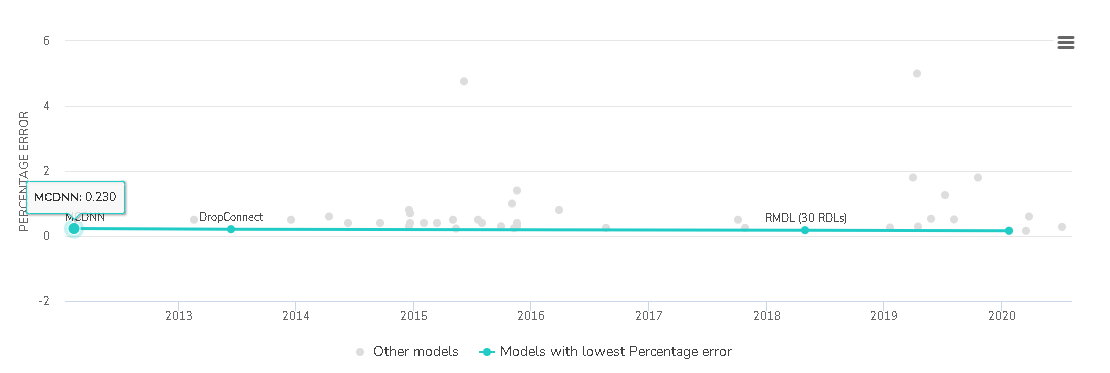 6
4
2
0
-2
PERCENTAGE ERROR
MCDNN: 0.230
MCDNN
DropConnect
RMDL (30 RDLs)
2013 2014 2015 2016 2017 2018 2019 2020
Other models Models with lowest Percentage error